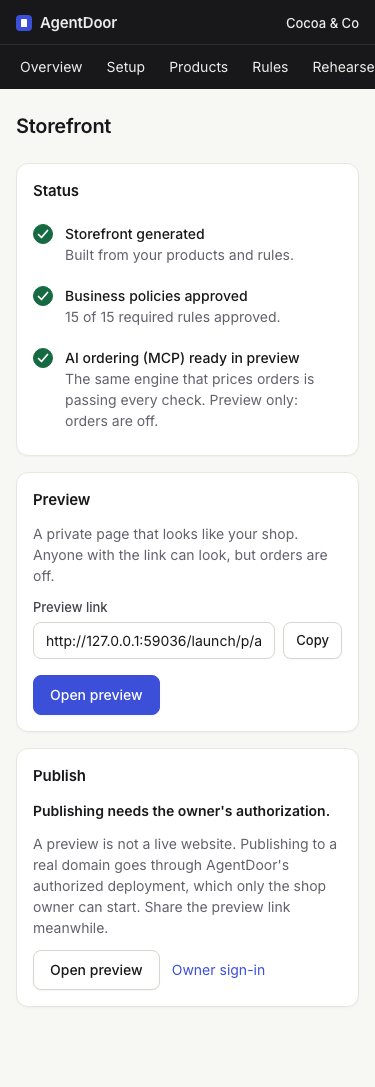 AgentDoor
Cocoa & Co
Overview Setup Products Rules Rehearse
Storefront
Status
Storefront generated
Built from your products and rules.
Business policies approved
15 of 15 required rules approved.
AI ordering (MCP) ready in preview
The same engine that prices orders is
passing every check. Preview only:
orders are off.
Preview
A private page that looks like your shop.
Anyone with the link can look, but orders are
off.
Preview link
http://127.0.0.1:59036/launch/p/a
Copy
Open preview
Publish
Publishing needs the owner's authorization.
A preview is not a live website. Publishing to a
real domain goes through AgentDoor's
authorized deployment, which only the shop
owner can start. Share the preview link
meanwhile.
Open preview
Owner sign-in